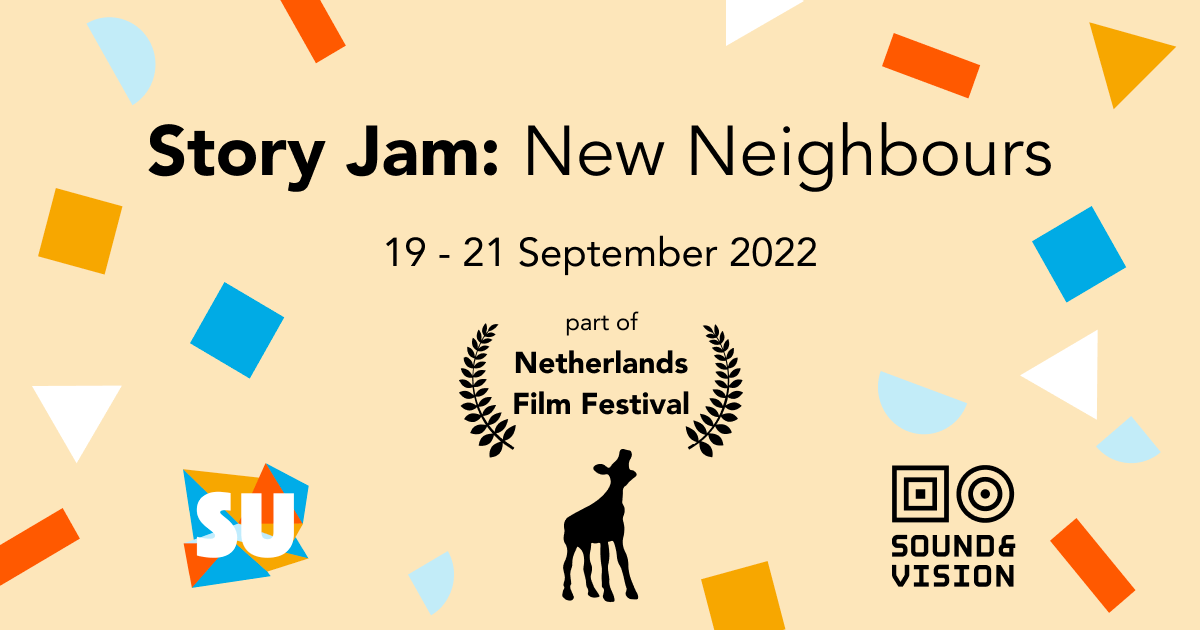 Story Jam: New Neighbours
19 - 21 September 2022
part of
Netherlands
Film Festival
SU
SOUND&
VISION